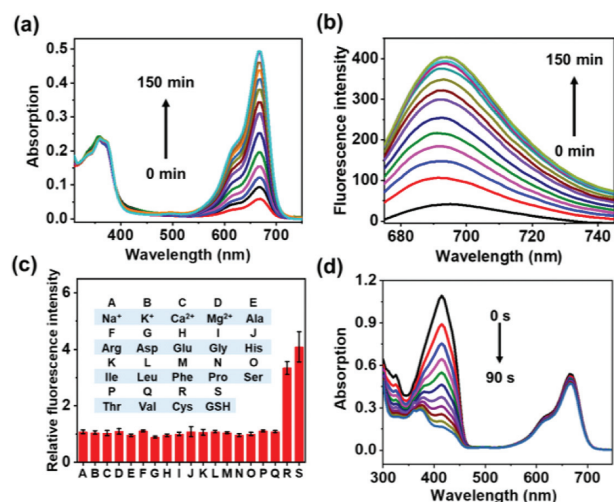 (a)
0.5
0.4
0.3
0.2
0.1
0.0
Absorption
150 min
0 min
400 500 600 700
Wavelength (nm)
(b)
400
300
200
100
0
Fluorescence intensity
150 min
0 min
680 700 720 740
Wavelength (nm)
(c)
6
4
2
0
Relative fluorescence intensity
A B C D E
Na⁺ K⁺ Ca²⁺ Mg²⁺ Ala
F G H I J
Arg Asp Glu Gly His
K L M N O
Ile Leu Phe Pro Ser
P Q R S
Thr Val Cys GSH
A B C D E F G H I J K L M N O P Q R S
(d)
1.2
0.9
0.6
0.3
0.0
Absorption
0 s
90 s
300 400 500 600 700
Wavelength (nm)